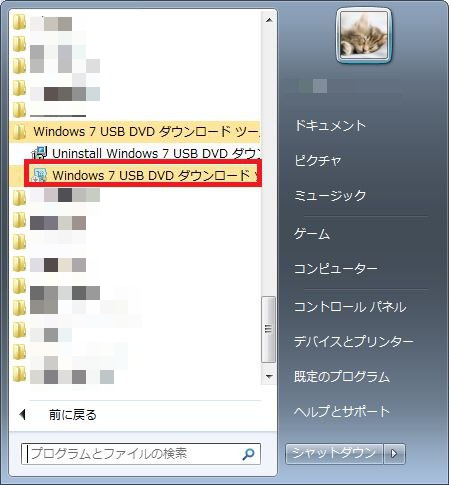 Windows 7 USB DVD ダウンロード ツー
Uninstall Windows 7 USB DVD ダウン
Windows 7 USB DVD ダウンロード ツ
前に戻る
プログラムとファイルの検索
ドキュメント
ピクチャ
ミュージック
ゲーム
コンピューター
コントロール パネル
デバイスとプリンター
既定のプログラム
ヘルプとサポート
シャットダウン